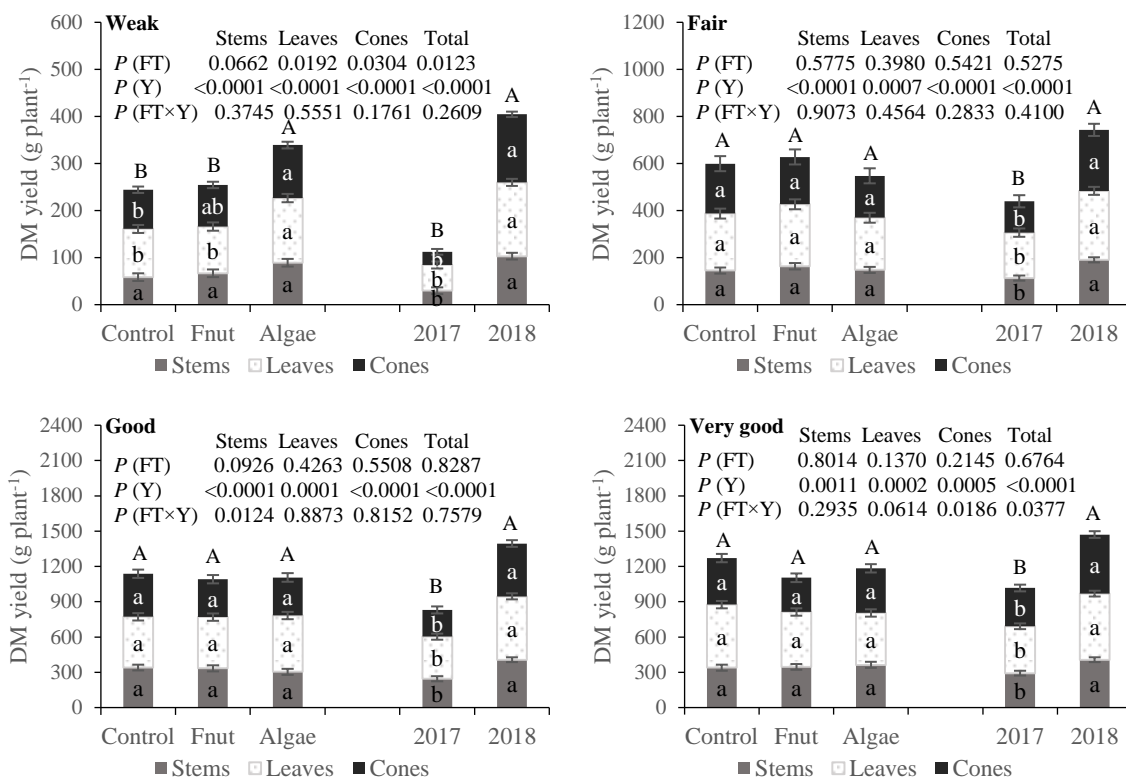 Weak
Stems Leaves Cones Total
P (FT) 0.0662 0.0192 0.0304 0.0123
P (Y) <0.0001 <0.0001 <0.0001 <0.0001
P (FT×Y) 0.3745 0.5551 0.1761 0.2609
DM yield (g plant-1)
600
500
400
300
200
100
0
B B A B A
b ab a b a
b b a b a
a a a b a
Control Fnut Algae 2017 2018
Stems Leaves Cones
Fair
Stems Leaves Cones Total
P (FT) 0.5775 0.3980 0.5421 0.5275
P (Y) <0.0001 0.0007 <0.0001 <0.0001
P (FT×Y) 0.9073 0.4564 0.2833 0.4100
DM yield (g plant-1)
1200
1000
800
600
400
200
0
A A A B A
a a a b a
a a a b a
a a a b a
Control Fnut Algae 2017 2018
Stems Leaves Cones
Good
Stems Leaves Cones Total
P (FT) 0.0926 0.4263 0.5508 0.8287
P (Y) <0.0001 0.0001 <0.0001 <0.0001
P (FT×Y) 0.0124 0.8873 0.8152 0.7579
DM yield (g plant-1)
2400
2100
1800
1500
1200
900
600
300
0
A A A B A
a a a b a
a a a b a
a a a b a
Control Fnut Algae 2017 2018
Stems Leaves Cones
Very good
Stems Leaves Cones Total
P (FT) 0.8014 0.1370 0.2145 0.6764
P (Y) 0.0011 0.0002 0.0005 <0.0001
P (FT×Y) 0.2935 0.0614 0.0186 0.0377
DM yield (g plant-1)
2400
2100
1800
1500
1200
900
600
300
0
A A A B A
a a a b a
a a a b a
a a a b a
Control Fnut Algae 2017 2018
Stems Leaves Cones